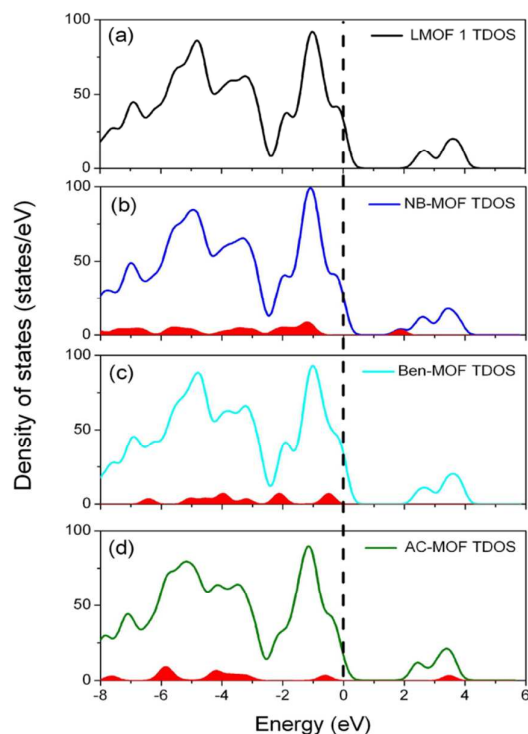 (a)
LMOF 1 TDOS
100
50
0
(b)
NB-MOF TDOS
100
50
0
(c)
Ben-MOF TDOS
100
50
0
(d)
AC-MOF TDOS
100
50
0
-8 -6 -4 -2 0 2 4 6
Density of states (states/eV)
Energy (eV)